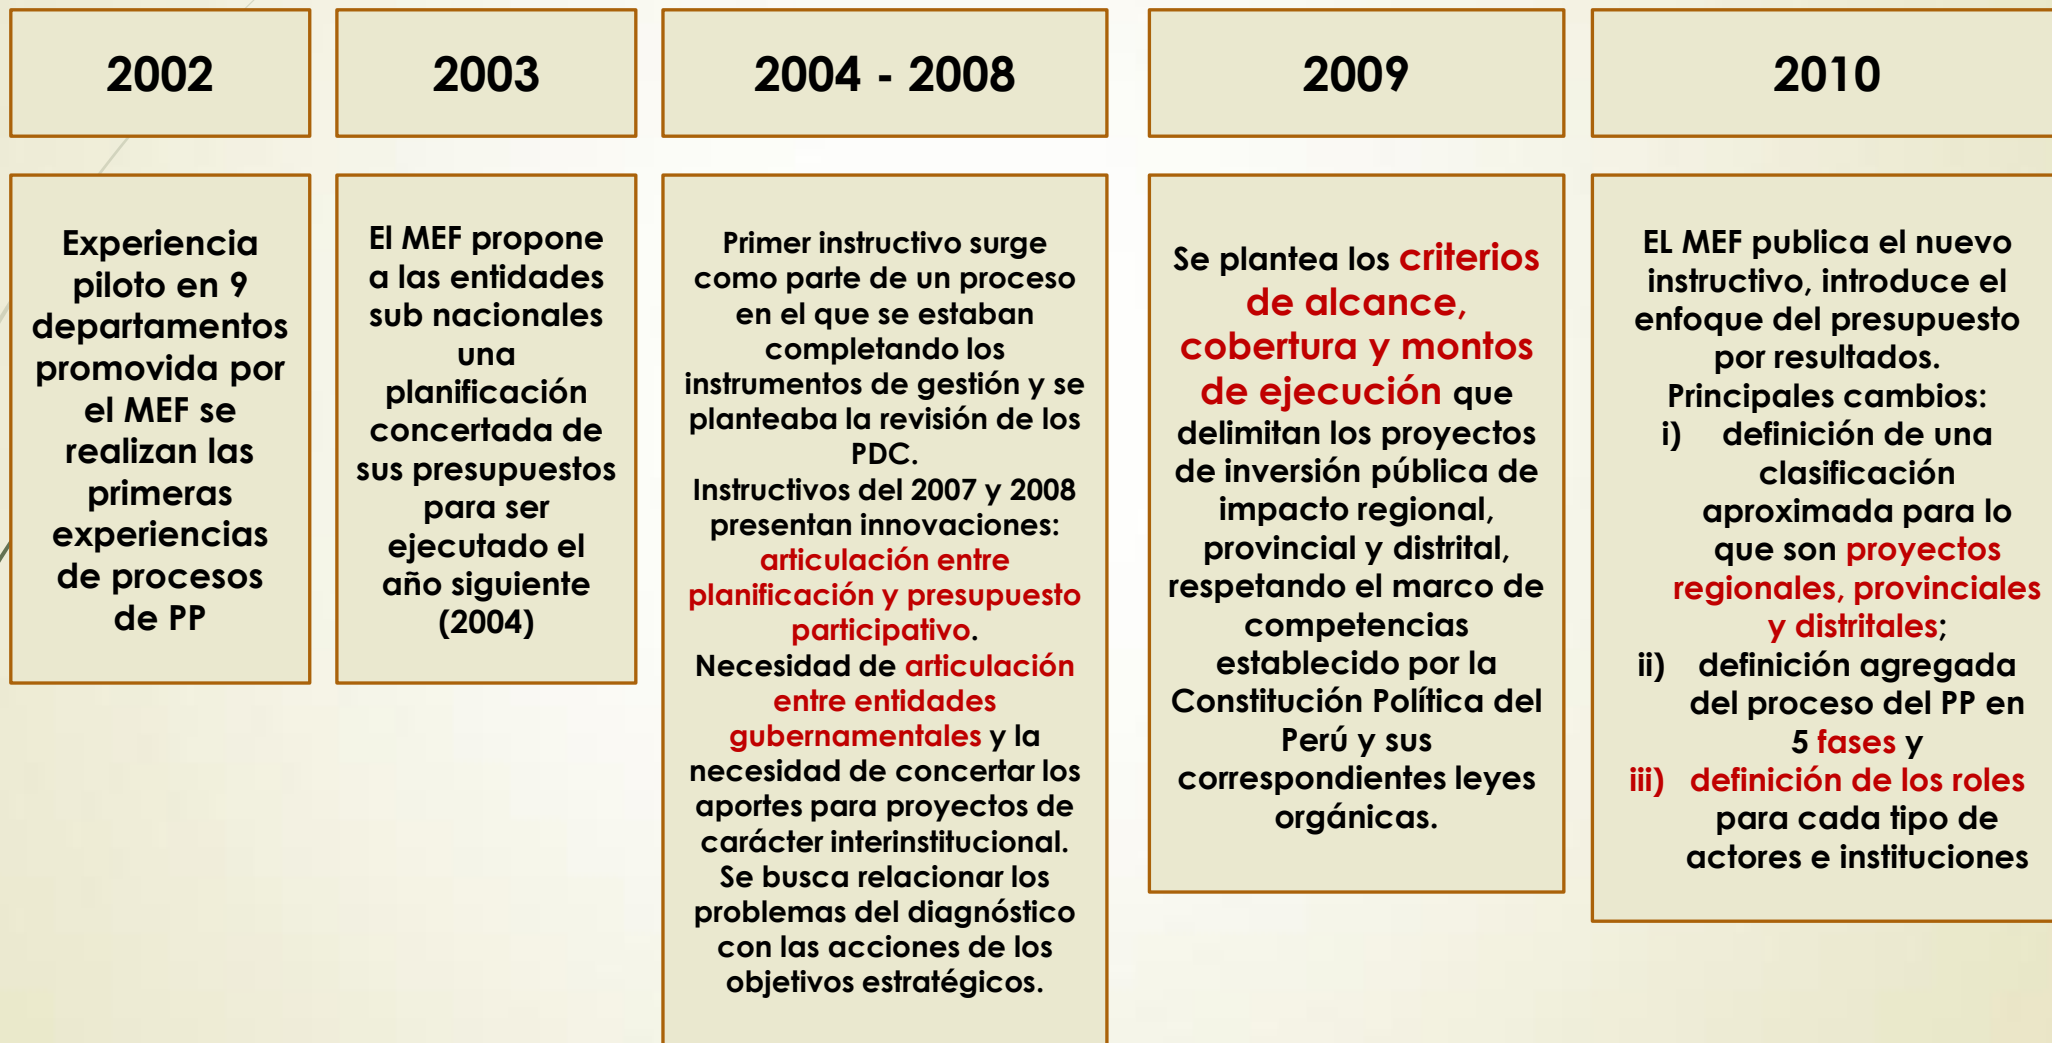 2002
Experiencia
piloto en 9
departamentos
promovida por
el MEF se
realizan las
primeras
experiencias
de procesos
de PP
2003
El MEF propone
a las entidades
sub nacionales
una
planificación
concertada de
sus presupuestos
para ser
ejecutado el
año siguiente
(2004)
2004 - 2008
Primer instructivo surge
como parte de un proceso
en el que se estaban
completando los
instrumentos de gestión y se
planteaba la revisión de los
PDC.
Instructivos del 2007 y 2008
presentan innovaciones:
articulación entre
planificación y presupuesto
participativo.
Necesidad de articulación
entre entidades
gubernamentales y la
necesidad de concertar los
aportes para proyectos de
carácter interinstitucional.
Se busca relacionar los
problemas del diagnóstico
con las acciones de los
objetivos estratégicos.
2009
Se plantea los criterios
de alcance,
cobertura y montos
de ejecución que
delimitan los proyectos
de inversión pública de
impacto regional,
provincial y distrital,
respetando el marco de
competencias
establecido por la
Constitución Política del
Perú y sus
correspondientes leyes
orgánicas.
2010
EL MEF publica el nuevo
instructivo, introduce el
enfoque del presupuesto
por resultados.
Principales cambios:
i) definición de una
clasificación
aproximada para lo
que son proyectos
regionales, provinciales
y distritales;
ii) definición agregada
del proceso del PP en
5 fases y
iii) definición de los roles
para cada tipo de
actores e instituciones